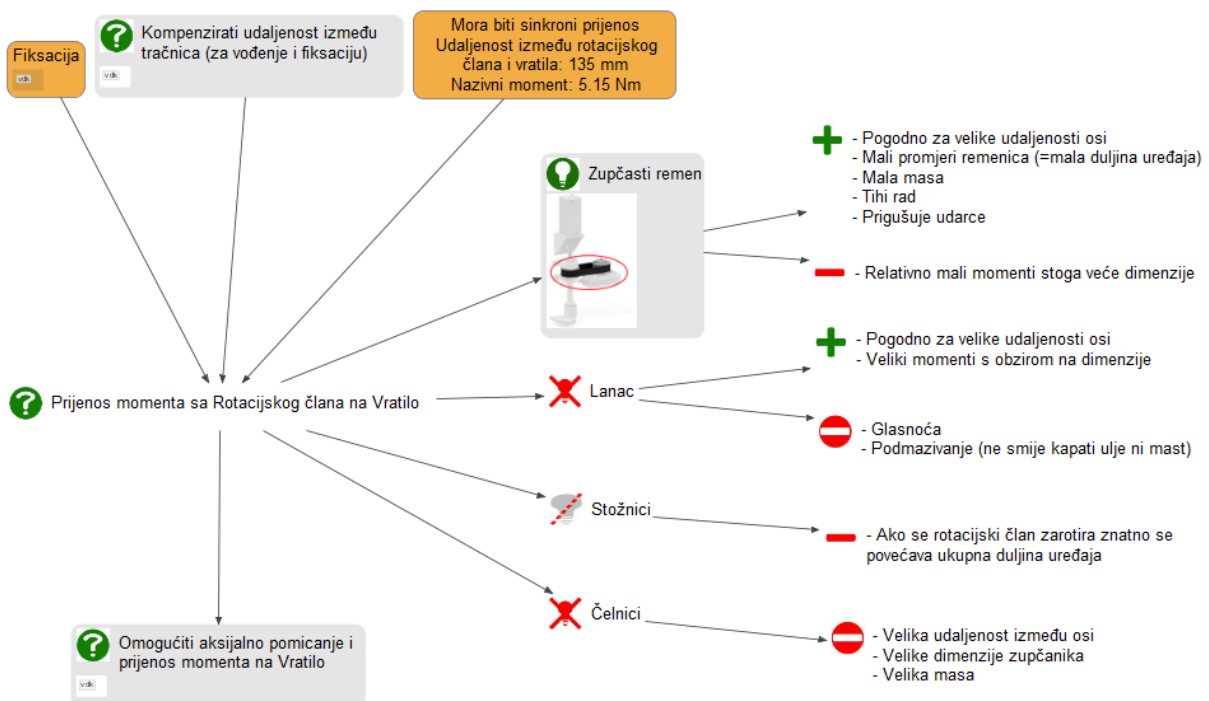 Fiksacija
vdk
Kompenzirati udaljenost između
tračnica (za vođenje i fiksaciju)
vdk
Mora biti sinkroni prijenos
Udaljenost između rotacijskog
člana i vratila: 135 mm
Nazivni moment: 5.15 Nm
Zupčasti remen
- Pogodno za velike udaljenosti osi
- Mali promjeri remenica (=mala duljina uređaja)
- Mala masa
- Tihi rad
- Prigušuje udarce
- Relativno mali momenti stoga veće dimenzije
Prijenos momenta sa Rotacijskog člana na Vratilo
Lanac
- Pogodno za velike udaljenosti osi
- Veliki momenti s obzirom na dimenzije
- Glasnoća
- Podmazivanje (ne smije kapati ulje ni mast)
Stožnici
- Ako se rotacijski član zarotira znatno se
povećava ukupna duljina uređaja
Čelnici
- Velika udaljenost između osi
- Velike dimenzije zupčanika
- Velika masa
Omogućiti aksijalno pomicanje i
prijenos momenta na Vratilo
vdk